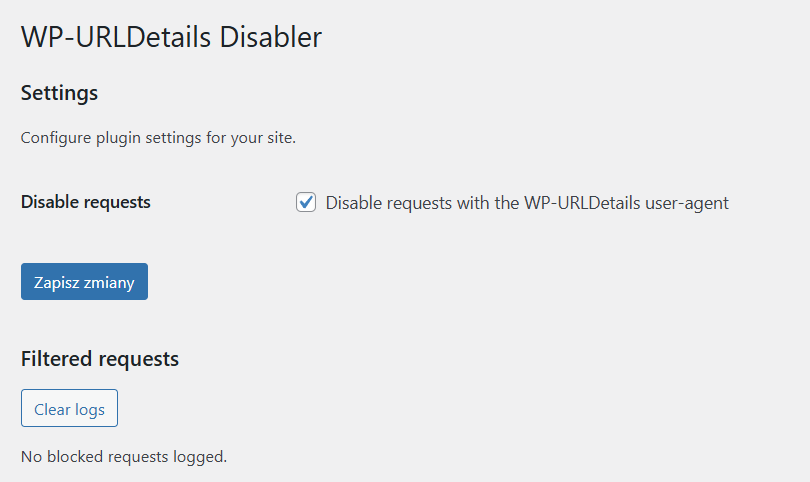 WP-URLDetails Disabler
Settings
Configure plugin settings for your site.
Disable requests
Disable requests with the WP-URLDetails user-agent
Zapisz zmiany
Filtered requests
Clear logs
No blocked requests logged.